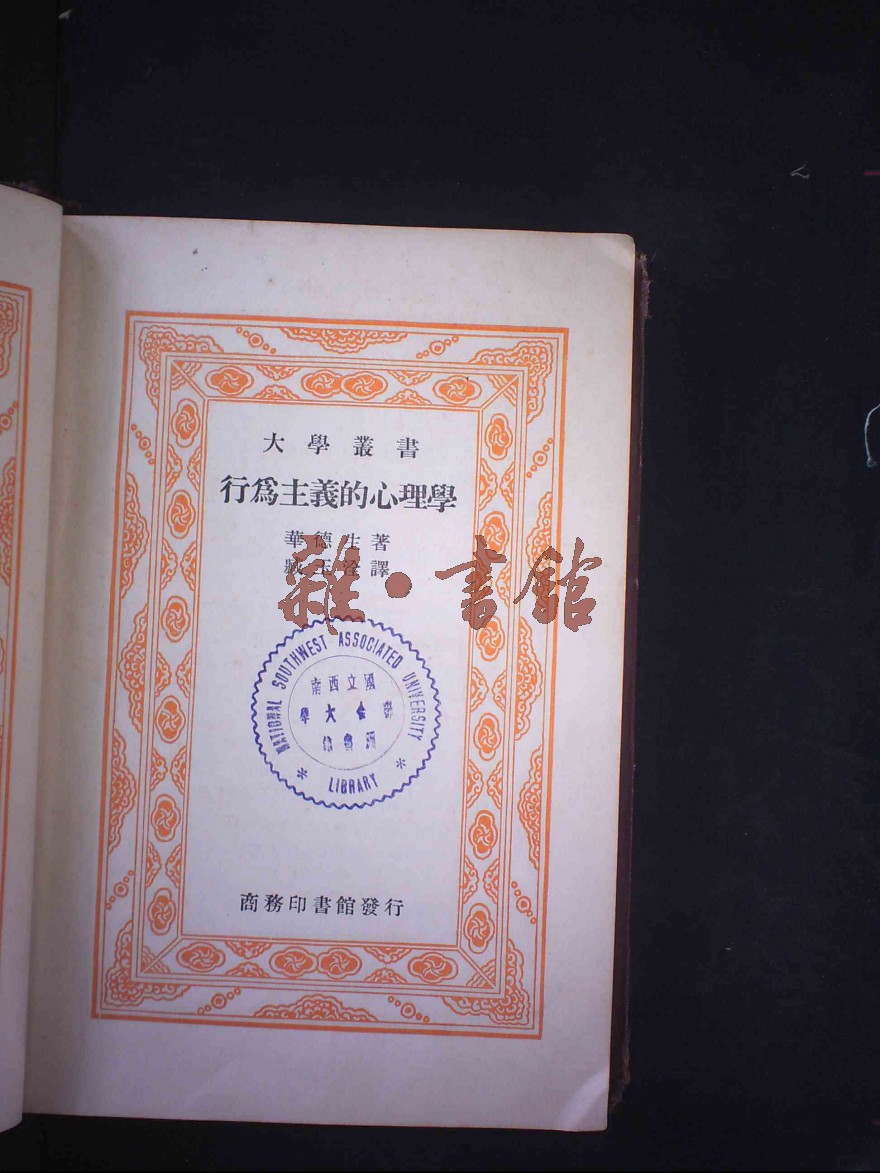 大學叢書
行爲主義的心理學
華德生著
臧玉洤譯
雜·書館
NATIONAL SOUTHWEST ASSOCIATED UNIVERSITY
南西立國
學大合聯
館書圖
* LIBRARY *
商務印書館發行